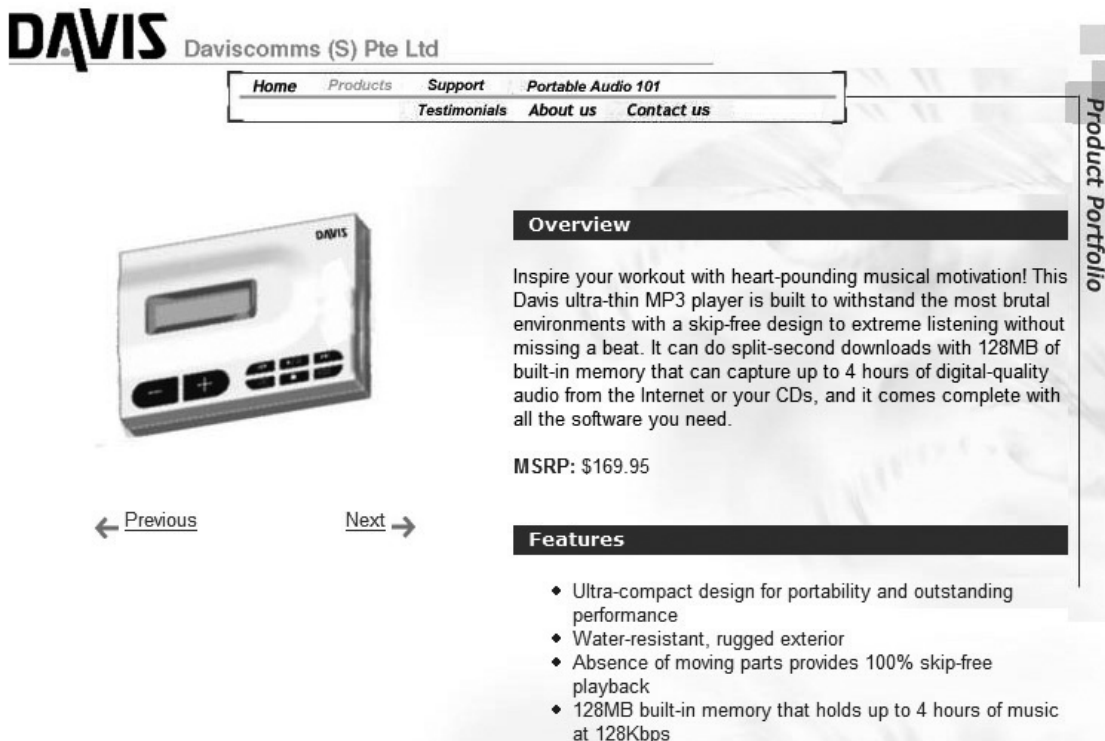 DAVIS Daviscomms (S) Pte Ltd
Home Products Support Portable Audio 101
Testimonials About us Contact us
Product Portfolio
DAVIS
− +
Overview
Inspire your workout with heart-pounding musical motivation! This
Davis ultra-thin MP3 player is built to withstand the most brutal
environments with a skip-free design to extreme listening without
missing a beat. It can do split-second downloads with 128MB of
built-in memory that can capture up to 4 hours of digital-quality
audio from the Internet or your CDs, and it comes complete with
all the software you need.
MSRP: $169.95
Previous Next
Features
◆ Ultra-compact design for portability and outstanding
performance
◆ Water-resistant, rugged exterior
◆ Absence of moving parts provides 100% skip-free
playback
◆ 128MB built-in memory that holds up to 4 hours of music
at 128Kbps